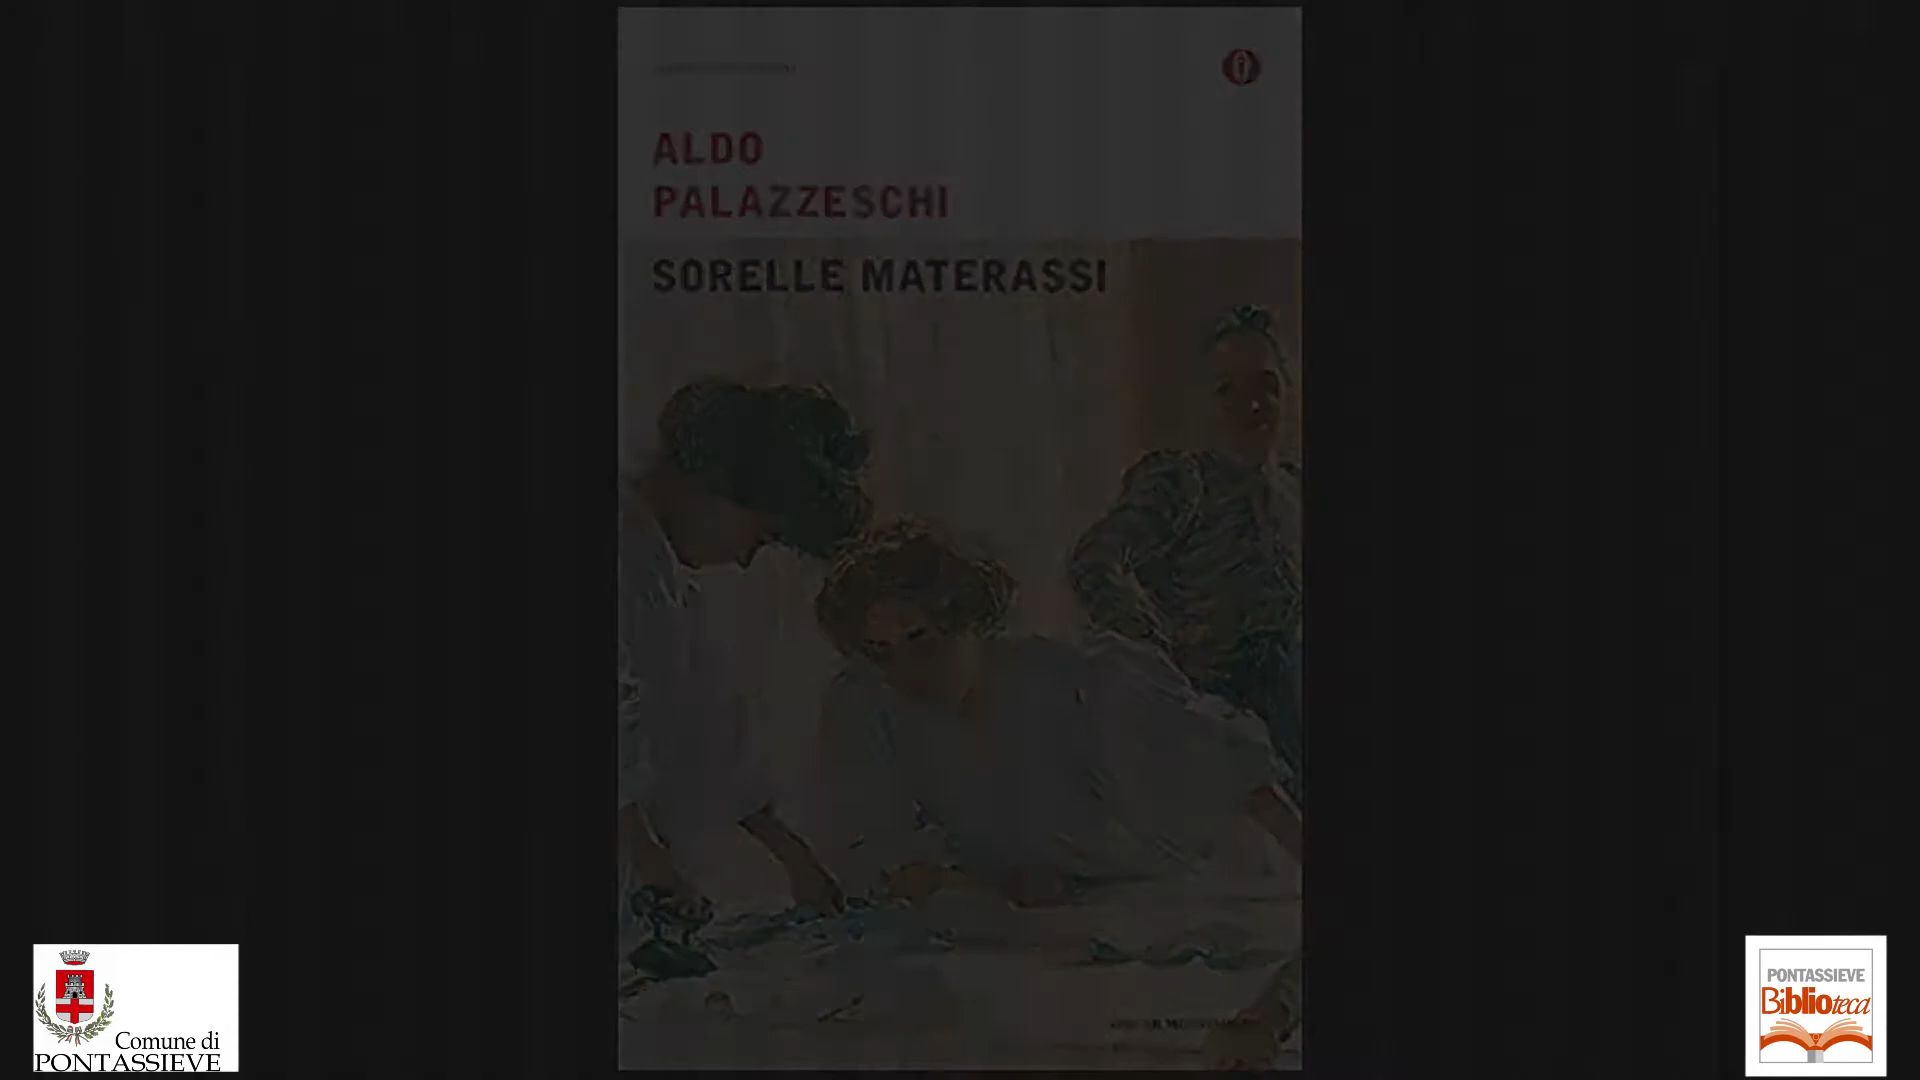 ALDO
PALAZZESCHI
SORELLE MATERASSI
Comune di
PONTASSIEVE
PONTASSIEVE
Biblioteca